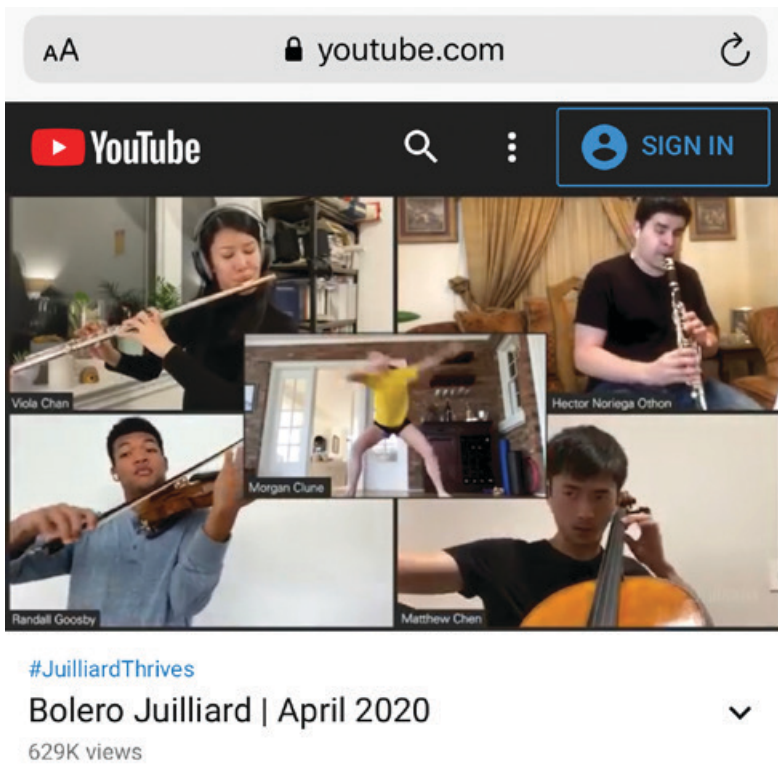 AA youtube.com
YouTube SIGN IN
Viola Chan
Hector Noriega Othon
Morgan Clune
Randall Goosby
Matthew Chen
#JuilliardThrives
Bolero Juilliard | April 2020
629K views